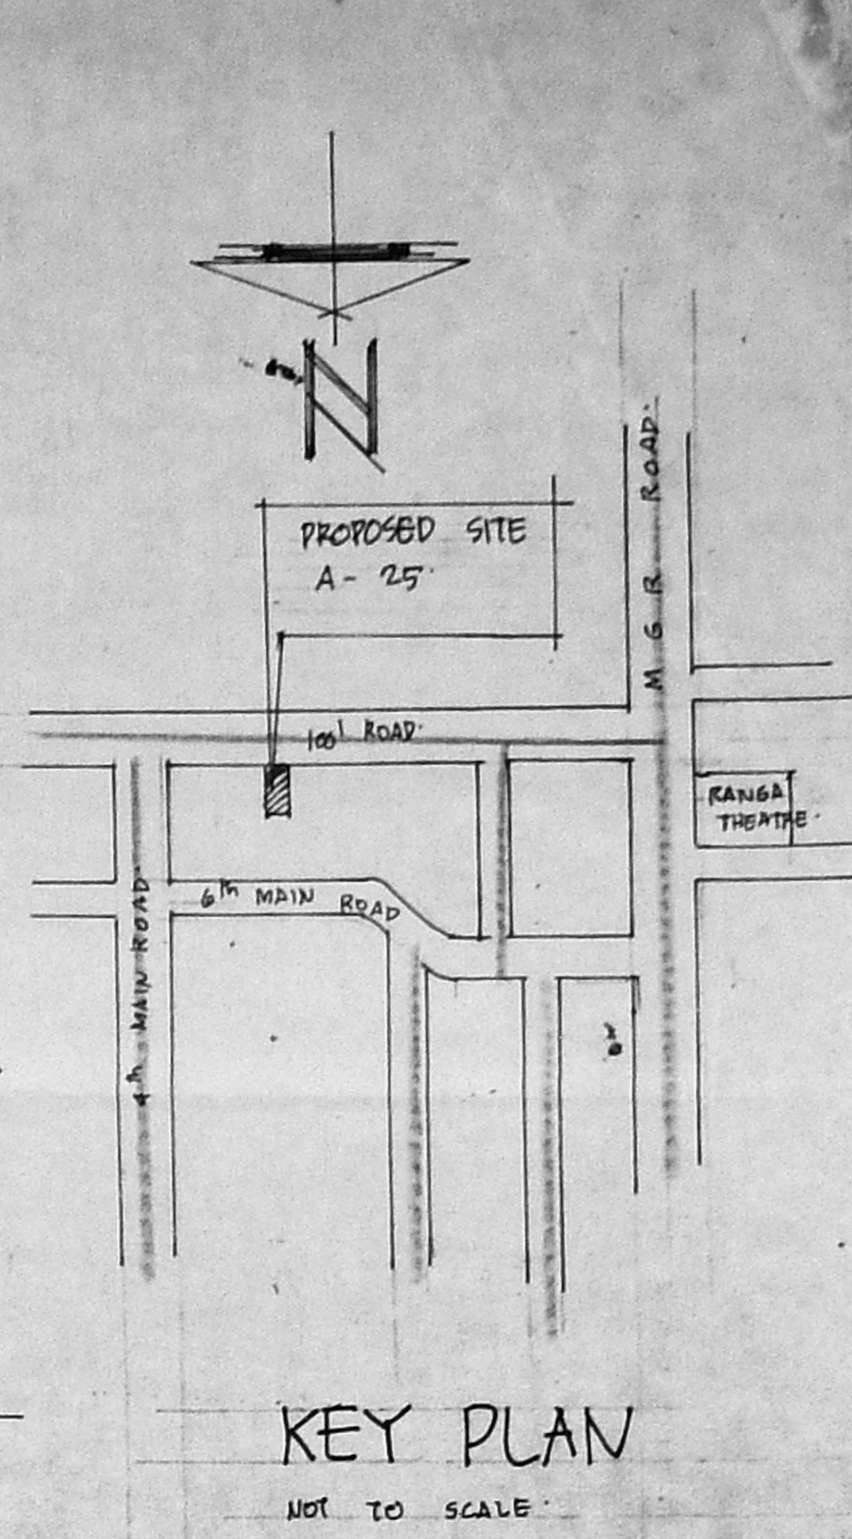 N
PROPOSED SITE
A - 25.
M G R ROAD.
100' ROAD.
RANGA
THEATRE.
6th MAIN ROAD
4th MAIN ROAD
KEY PLAN
NOT TO SCALE.